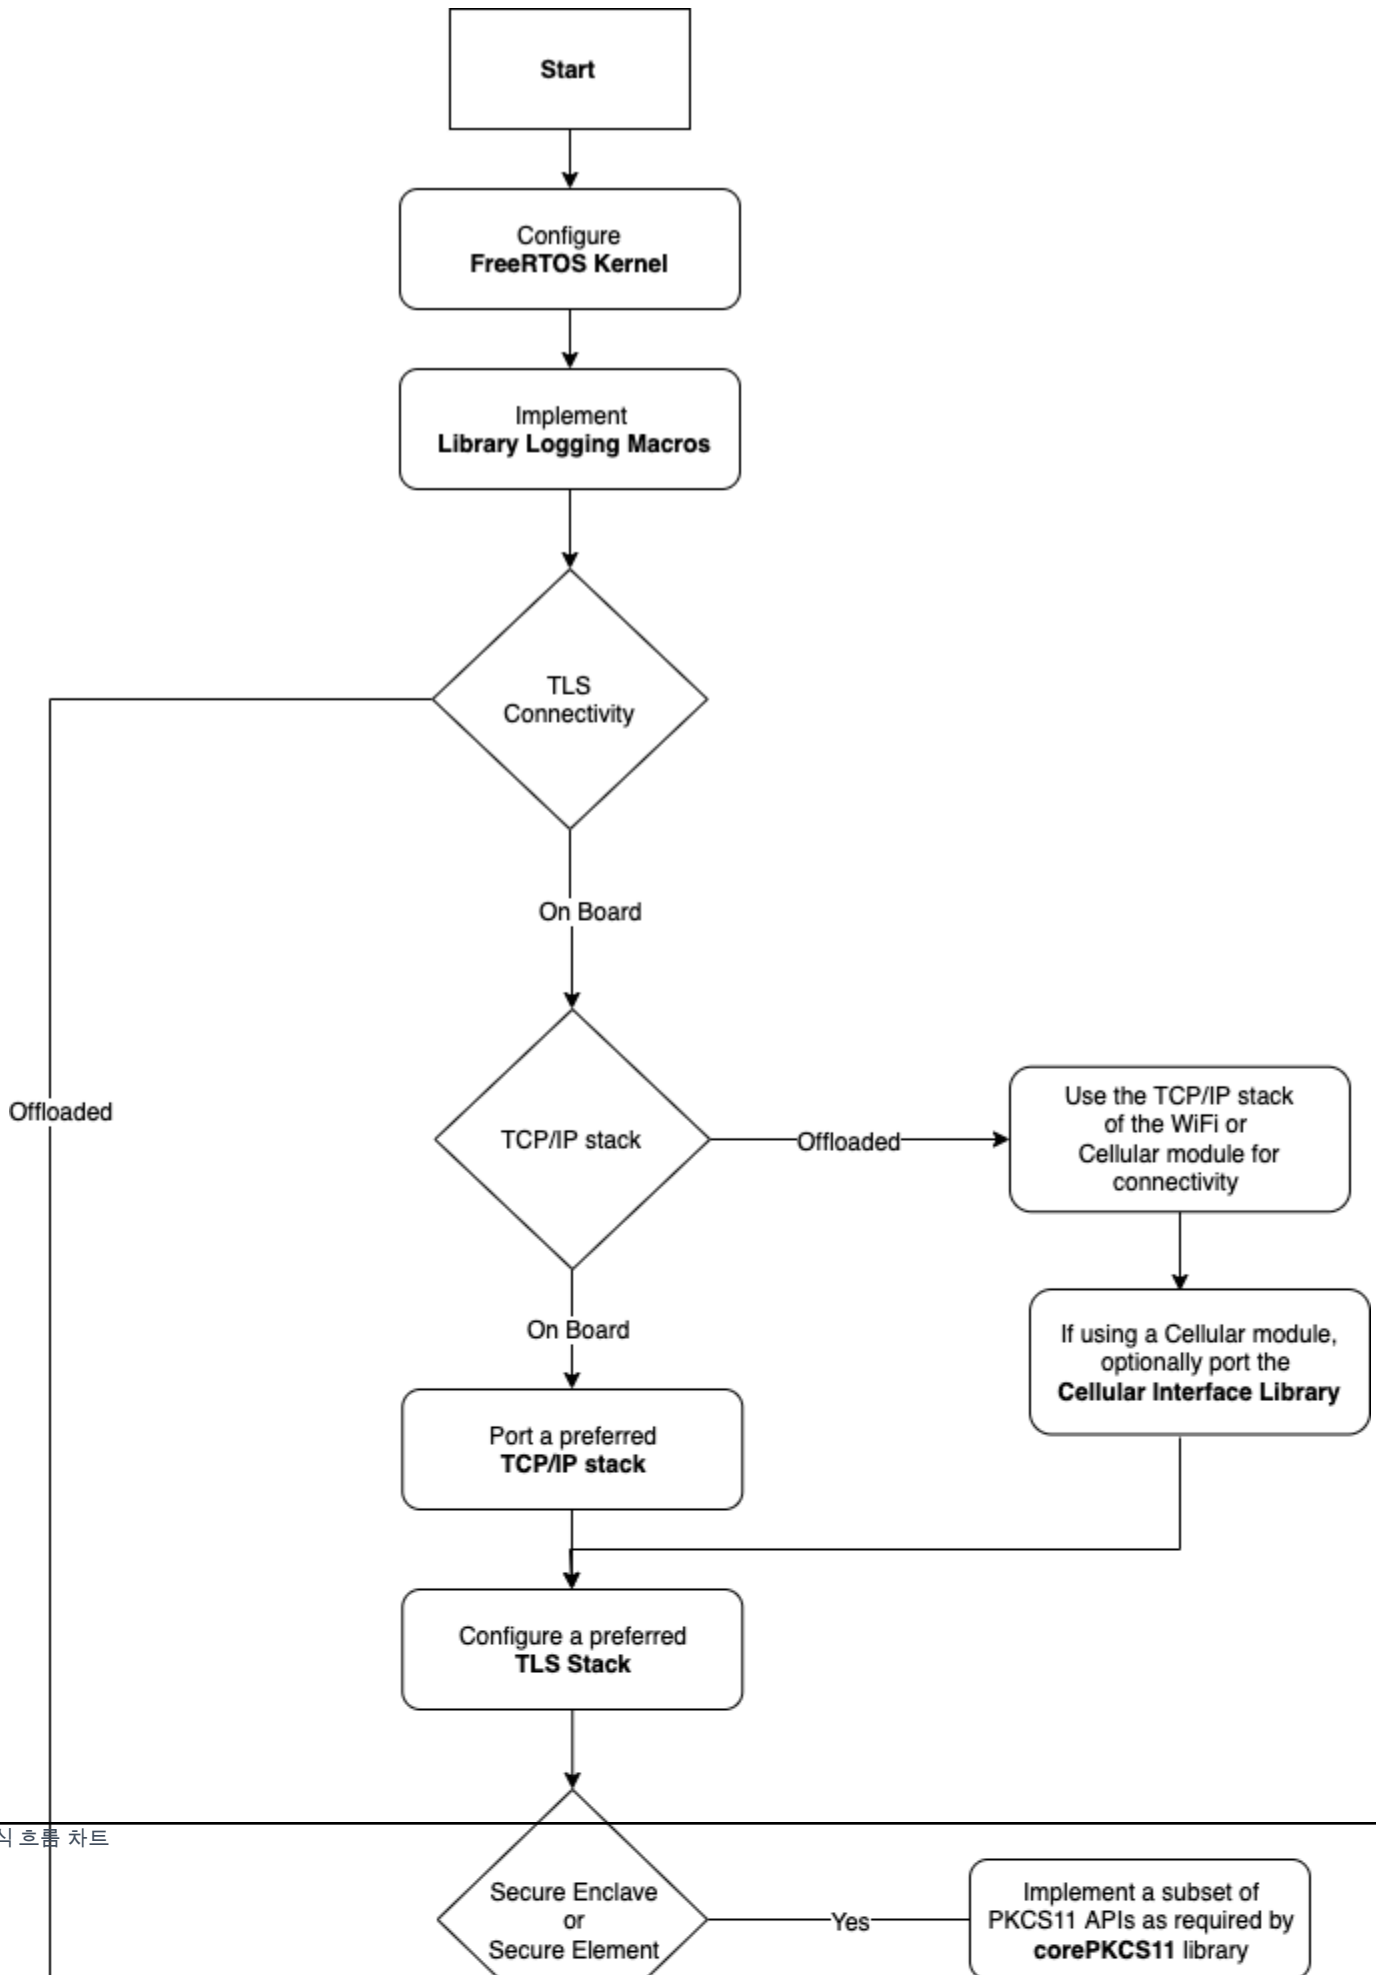 Start
Configure
FreeRTOS Kernel
Implement
Library Logging Macros
TLS
Connectivity
On Board
Offloaded
TCP/IP stack
Offloaded
Use the TCP/IP stack
of the WiFi or
Cellular module for
connectivity
On Board
If using a Cellular module,
optionally port the
Cellular Interface Library
Port a preferred
TCP/IP stack
Configure a preferred
TLS Stack
식 흐름 차트
Secure Enclave
or
Secure Element
Yes
Implement a subset of
PKCS11 APIs as required by
corePKCS11 library